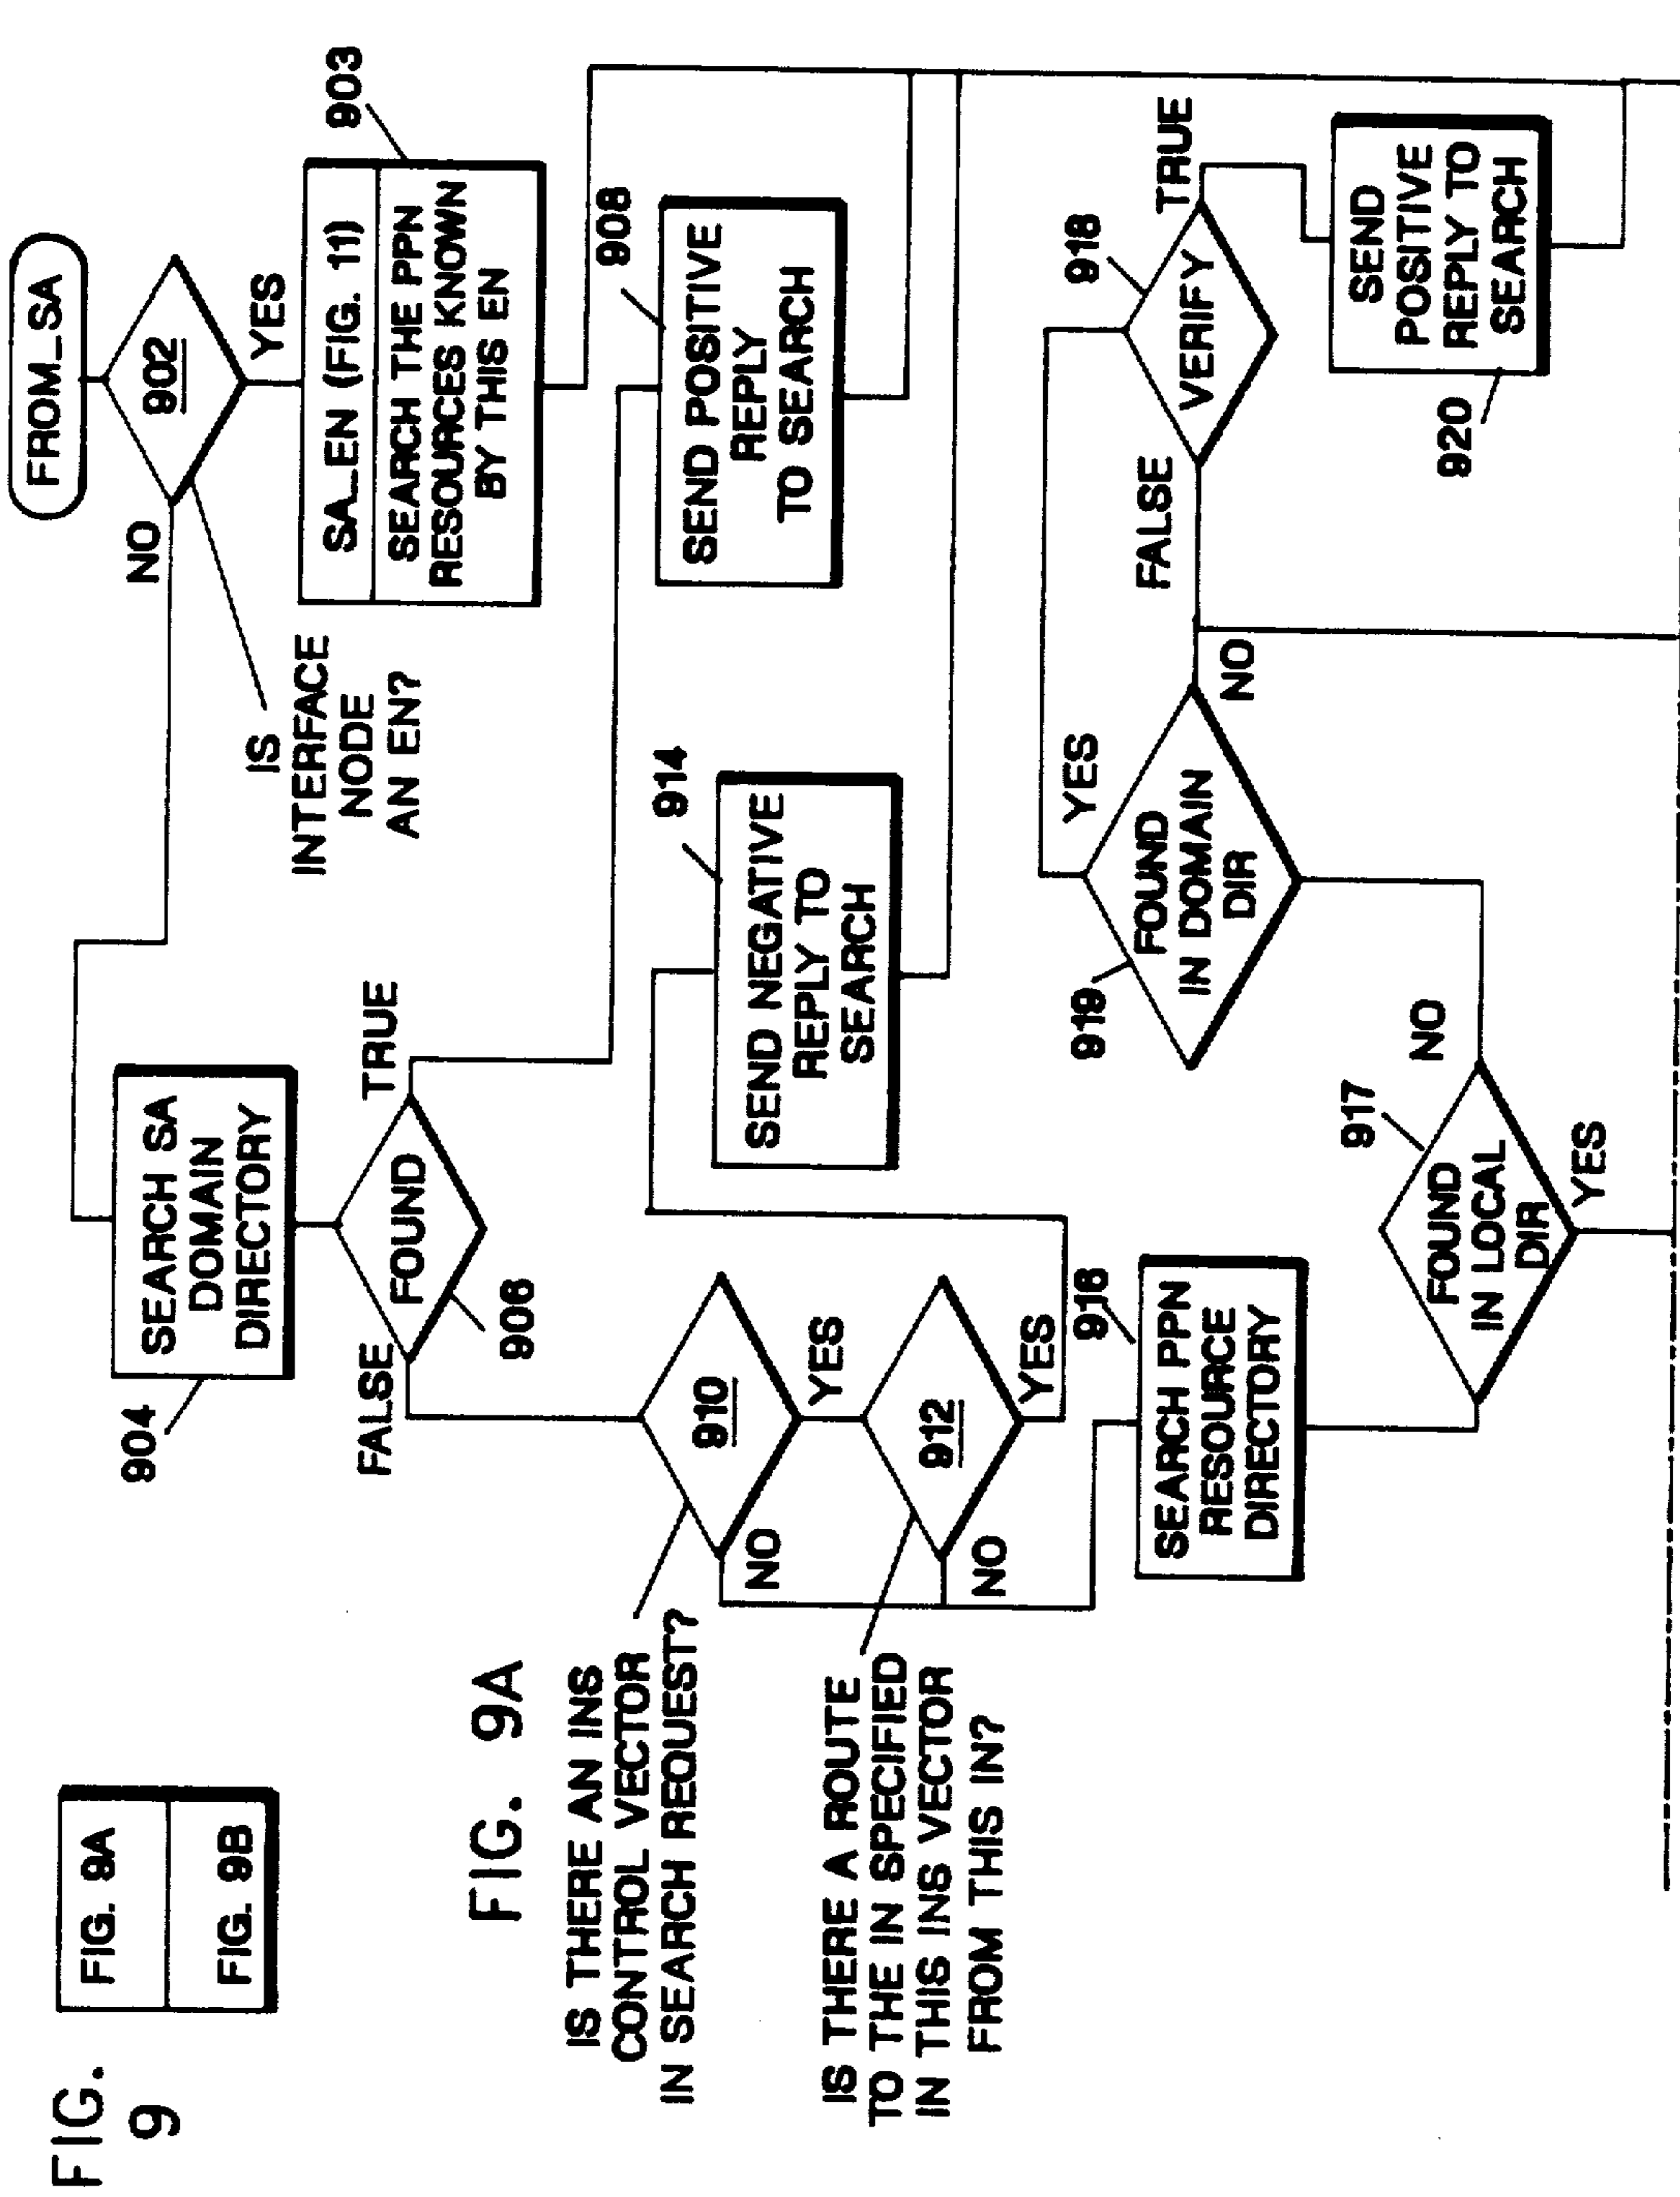 FIG.
9
FIG. 9A
FIG. 9B
FIG. 9A
FROM_SA
902
NO
YES
IS
INTERFACE
NODE
AN EN?
903
SA_EN (FIG. 11)
SEARCH THE PPN
RESOURCES KNOWN
BY THIS EN
904
SEARCH SA
DOMAIN
DIRECTORY
FOUND
906
FALSE
TRUE
908
SEND POSITIVE
REPLY
TO SEARCH
IS THERE AN INS
CONTROL VECTOR
IN SEARCH REQUEST?
910
NO
YES
IS THERE A ROUTE
TO THE IN SPECIFIED
IN THIS INS VECTOR
FROM THIS IN?
912
NO
YES
914
SEND NEGATIVE
REPLY TO
SEARCH
916
SEARCH PPN
RESOURCE
DIRECTORY
917
FOUND
IN LOCAL
DIR
NO
YES
919
FOUND
IN DOMAIN
DIR
YES
NO
918
VERIFY
FALSE
TRUE
920
SEND
POSITIVE
REPLY TO
SEARCH